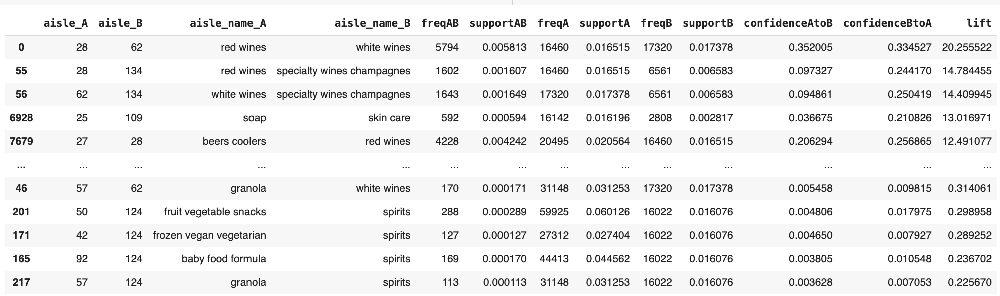 aisle_A aisle_B aisle_name_A aisle_name_B freqAB supportAB freqA supportA freqB supportB confidenceAtoB confidenceBtoA lift
0 28 62 red wines white wines 5794 0.005813 16460 0.016515 17320 0.017378 0.352005 0.334527 20.255522
55 28 134 red wines specialty wines champagnes 1602 0.001607 16460 0.016515 6561 0.006583 0.097327 0.244170 14.784455
56 62 134 white wines specialty wines champagnes 1643 0.001649 17320 0.017378 6561 0.006583 0.094861 0.250419 14.409945
6928 25 109 soap skin care 592 0.000594 16142 0.016196 2808 0.002817 0.036675 0.210826 13.016971
7679 27 28 beers coolers red wines 4228 0.004242 20495 0.020564 16460 0.016515 0.206294 0.256865 12.491077
... ... ... ... ... ... ... ... ... ... ... ... ... ...
46 57 62 granola white wines 170 0.000171 31148 0.031253 17320 0.017378 0.005458 0.009815 0.314061
201 50 124 fruit vegetable snacks spirits 288 0.000289 59925 0.060126 16022 0.016076 0.004806 0.017975 0.298958
171 42 124 frozen vegan vegetarian spirits 127 0.000127 27312 0.027404 16022 0.016076 0.004650 0.007927 0.289252
165 92 124 baby food formula spirits 169 0.000170 44413 0.044562 16022 0.016076 0.003805 0.010548 0.236702
217 57 124 granola spirits 113 0.000113 31148 0.031253 16022 0.016076 0.003628 0.007053 0.225670